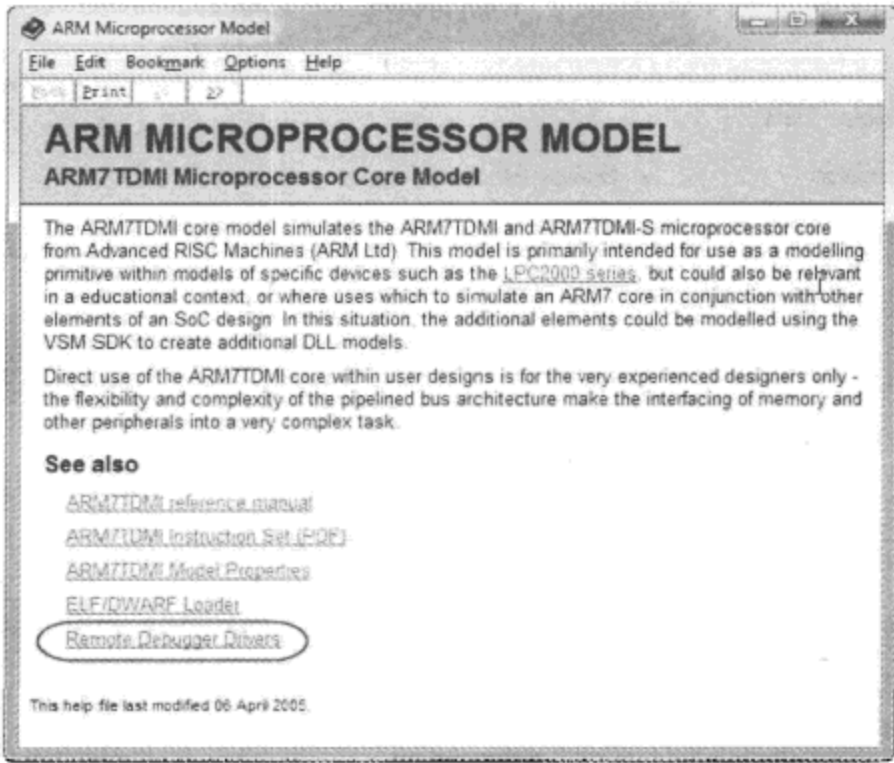 ARM Microprocessor Model
File Edit Bookmark Options Help
Print >>
ARM MICROPROCESSOR MODEL
ARM7TDMI Microprocessor Core Model
The ARM7TDMI core model simulates the ARM7TDMI and ARM7TDMI-S microprocessor core
from Advanced RISC Machines (ARM Ltd). This model is primarily intended for use as a modelling
primitive within models of specific devices such as the LPC2000 series, but could also be relevant
in a educational context, or where uses which to simulate an ARM7 core in conjunction with other
elements of an SoC design. In this situation, the additional elements could be modelled using the
VSM SDK to create additional DLL models.
Direct use of the ARM7TDMI core within user designs is for the very experienced designers only -
the flexibility and complexity of the pipelined bus architecture make the interfacing of memory and
other peripherals into a very complex task.
See also
ARM7TDMI reference manual
ARM7TDMI Instruction Set (PDF)
ARM7TDMI Model Properties
ELF/DWARF Loader
Remote Debugger Drivers
This help file last modified 06 April 2005.